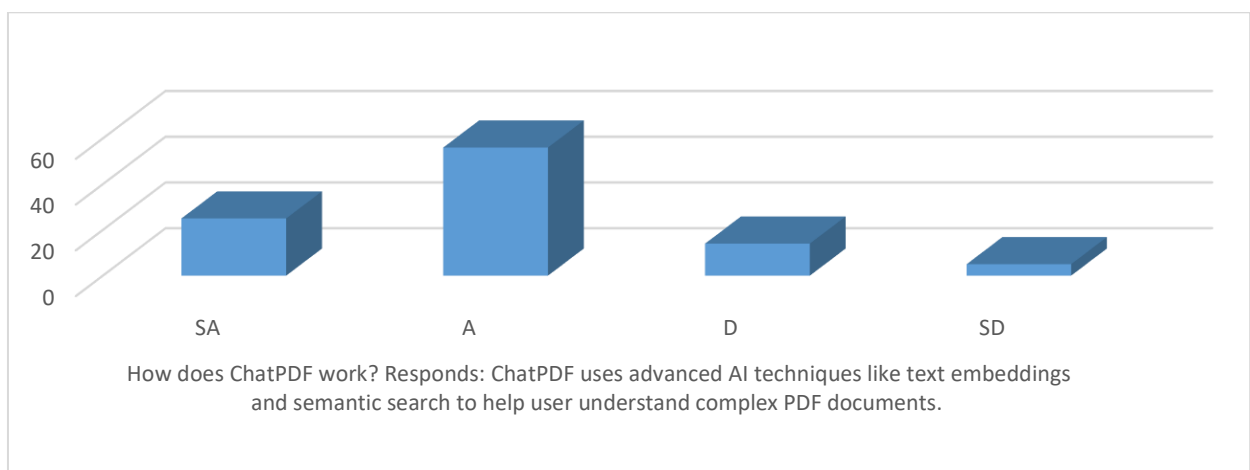 60
40
20
0
SA A D SD
How does ChatPDF work? Responds: ChatPDF uses advanced AI techniques like text embeddings
and semantic search to help user understand complex PDF documents.